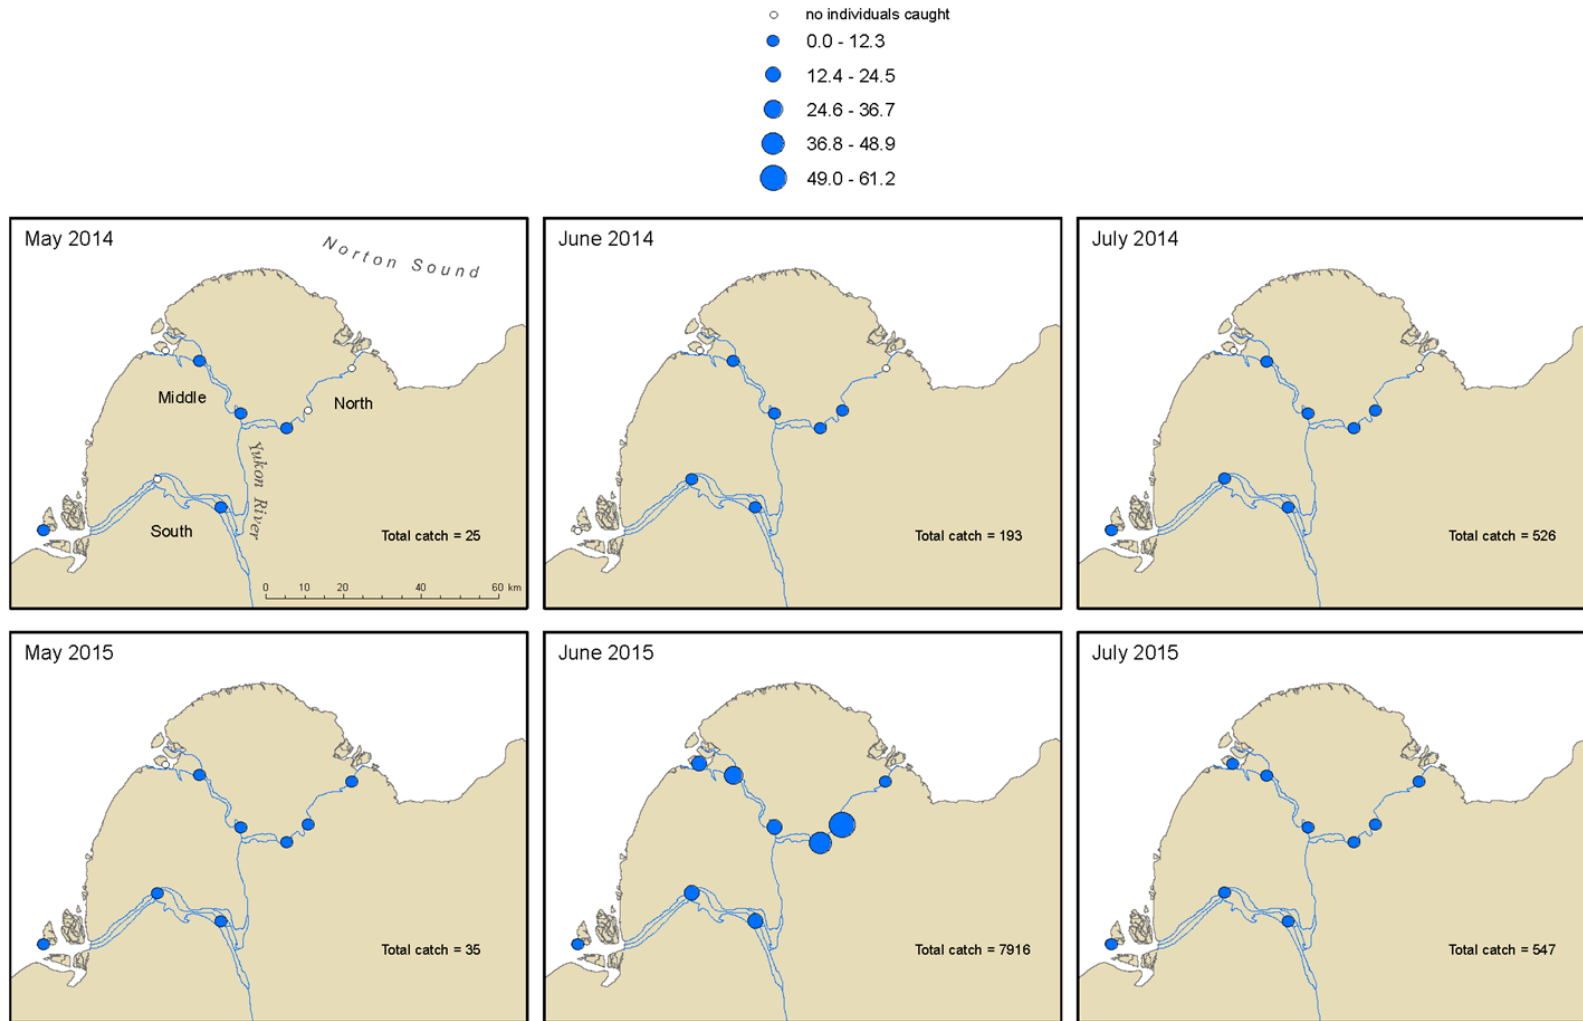 no individuals caught
0.0 - 12.3
12.4 - 24.5
24.6 - 36.7
36.8 - 48.9
49.0 - 61.2
May 2014
Norton Sound
Middle
North
Yukon River
South
Total catch = 25
0 10 20 40 60 km
June 2014
Total catch = 193
July 2014
Total catch = 526
May 2015
Total catch = 35
June 2015
Total catch = 7916
July 2015
Total catch = 547